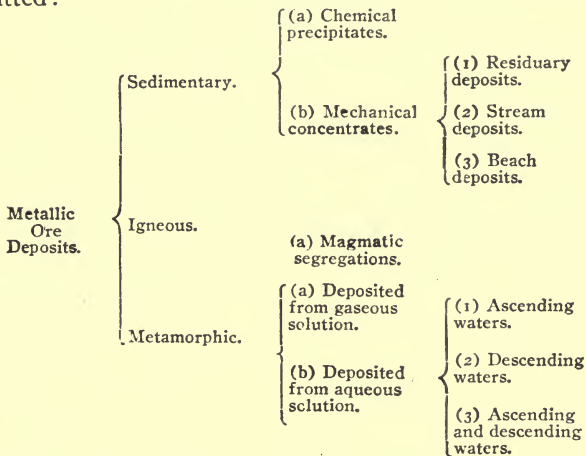 itted:
Metallic
Ore
Deposits.
Sedimentary.
(a) Chemical
precipitates.
(b) Mechanical
concentrates.
(1) Residuary
deposits.
(2) Stream
deposits.
(3) Beach
deposits.
Igneous.
(a) Magmatic
segregations.
Metamorphic.
(a) Deposited
from gaseous
solution.
(b) Deposited
from aqueous
solution.
(1) Ascending
waters.
(2) Descending
waters.
(3) Ascending
and descending
waters.